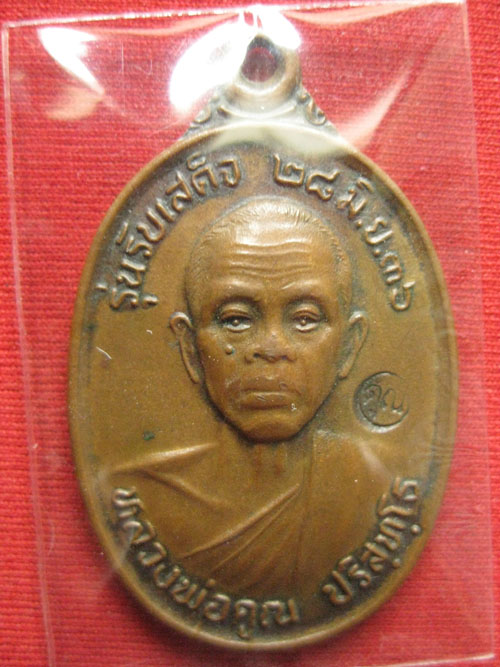 รุ่นรับเสด็จ ๒๘ มิ.ย.๓๖
คูณ
หลวงพ่อคูณ ปริสุทฺโธ